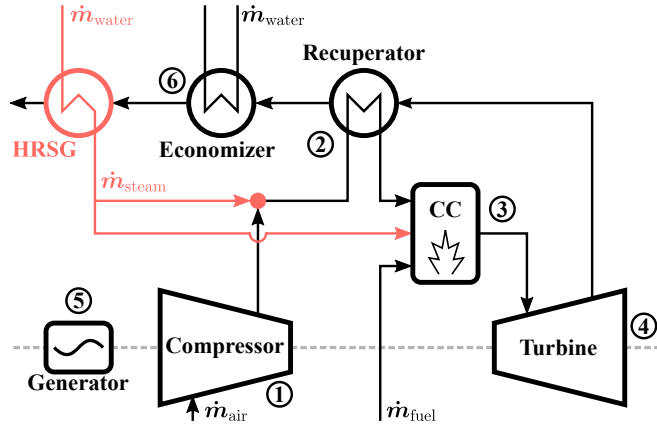 ṁwater
ṁwater
Recuperator
⑥
HRSG
Economizer
②
ṁsteam
CC
③
⑤
Compressor
Turbine
④
Generator
①
ṁair
ṁfuel